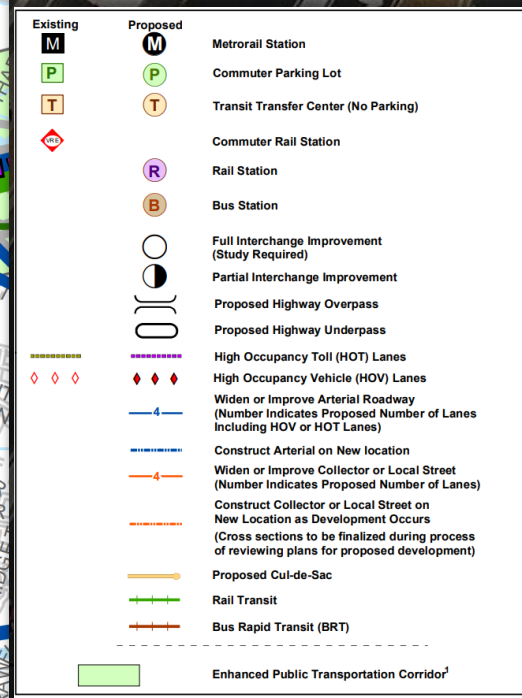 Existing Proposed
M M Metrorail Station
P P Commuter Parking Lot
T T Transit Transfer Center (No Parking)
VRE Commuter Rail Station
R Rail Station
B Bus Station
Full Interchange Improvement
(Study Required)
Partial Interchange Improvement
Proposed Highway Overpass
Proposed Highway Underpass
High Occupancy Toll (HOT) Lanes
High Occupancy Vehicle (HOV) Lanes
Widen or Improve Arterial Roadway
4 (Number Indicates Proposed Number of Lanes
Including HOV or HOT Lanes)
Construct Arterial on New location
Widen or Improve Collector or Local Street
4 (Number Indicates Proposed Number of Lanes)
Construct Collector or Local Street on
New Location as Development Occurs
(Cross sections to be finalized during process
of reviewing plans for proposed development)
Proposed Cul-de-Sac
Rail Transit
Bus Rapid Transit (BRT)
Enhanced Public Transportation Corridor1